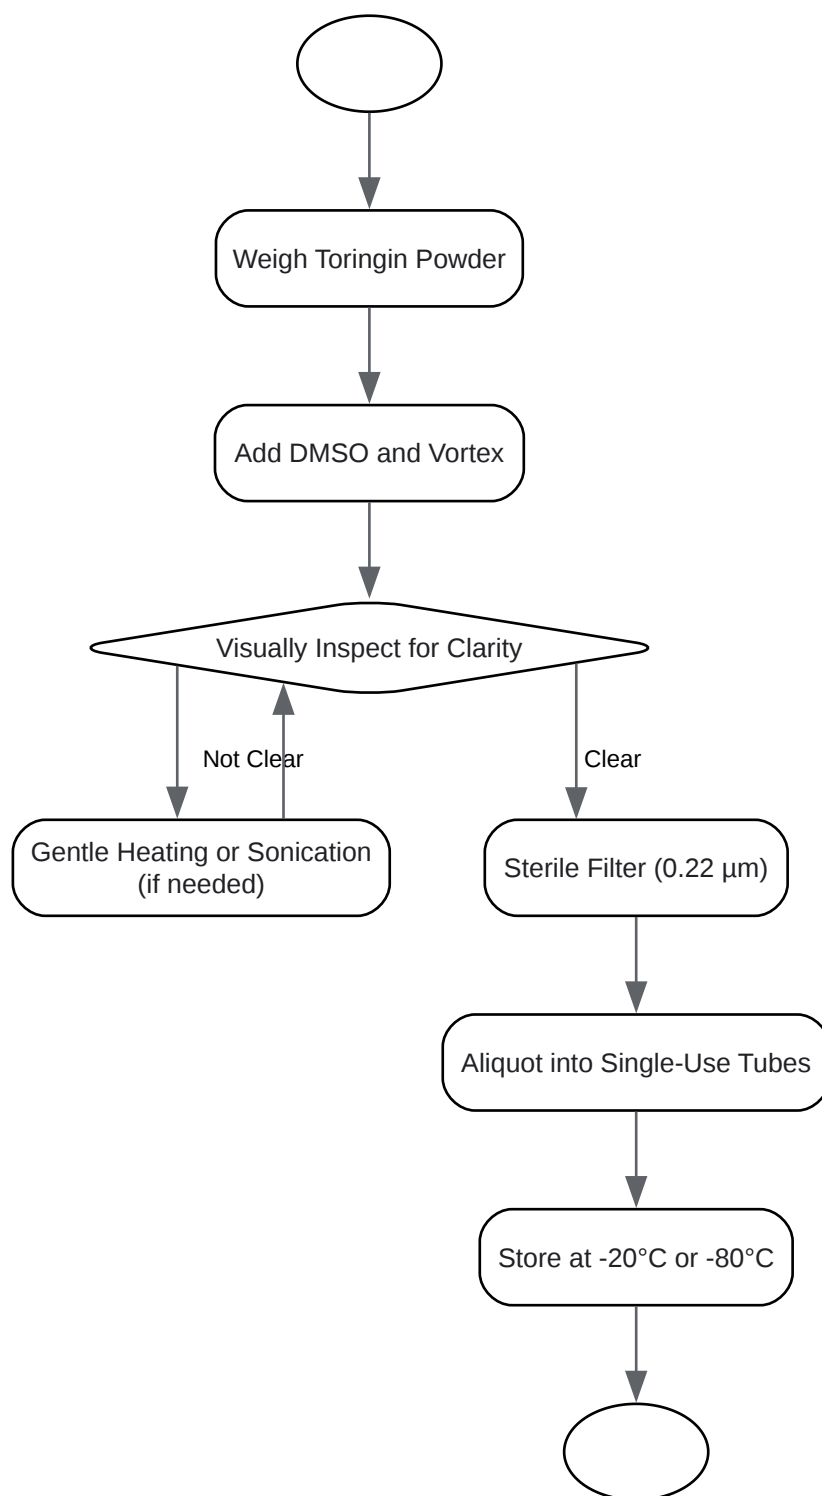 Weigh Toringin Powder
Add DMSO and Vortex
Visually Inspect for Clarity
Not Clear
Clear
Gentle Heating or Sonication
(if needed)
Sterile Filter (0.22 µm)
Aliquot into Single-Use Tubes
Store at -20°C or -80°C